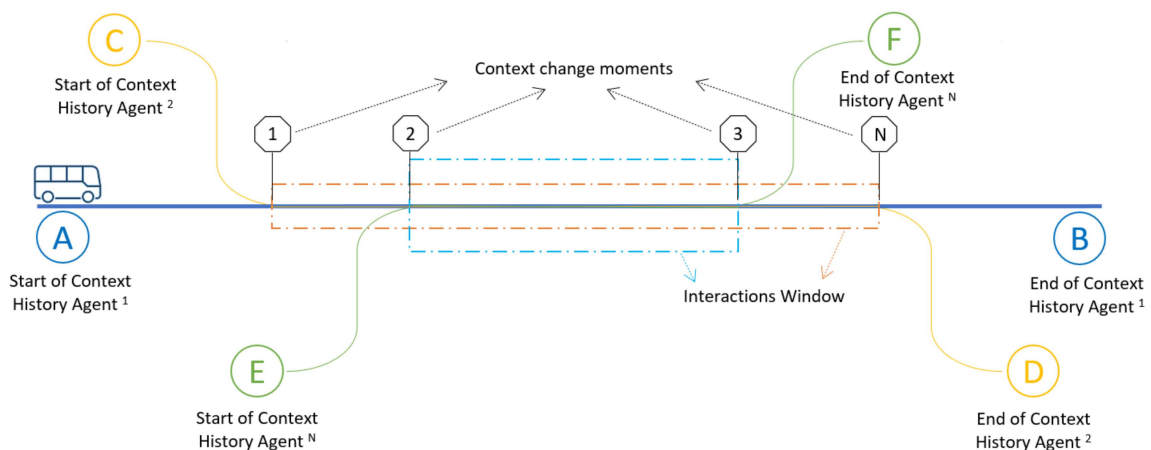 C
F
Start of Context
History Agent 2
Context change moments
End of Context
History Agent N
1
2
3
N
A
B
Start of Context
History Agent 1
Interactions Window
End of Context
History Agent 1
E
D
Start of Context
History Agent N
End of Context
History Agent 2